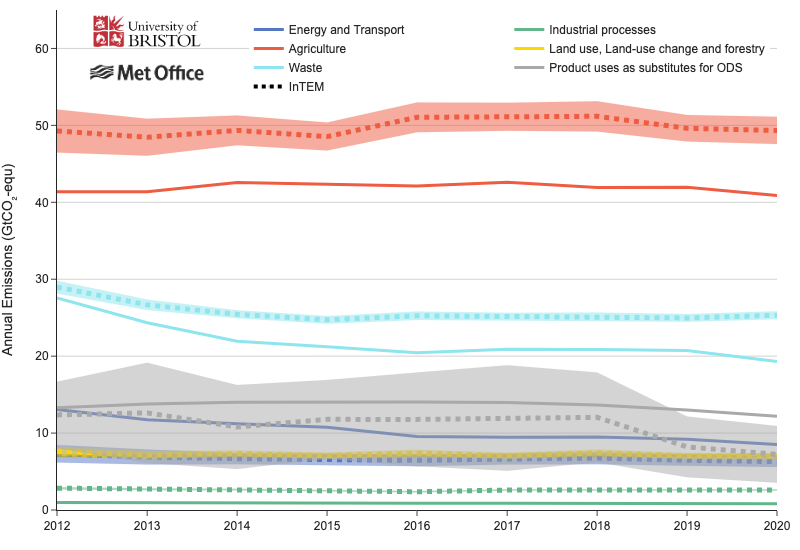 University of
BRISTOL
Met Office
Energy and Transport
Agriculture
Waste
InTEM
Industrial processes
Land use, Land-use change and forestry
Product uses as substitutes for ODS
Annual Emissions (GtCO₂-equ)
60
50
40
30
20
10
0
2012 2013 2014 2015 2016 2017 2018 2019 2020